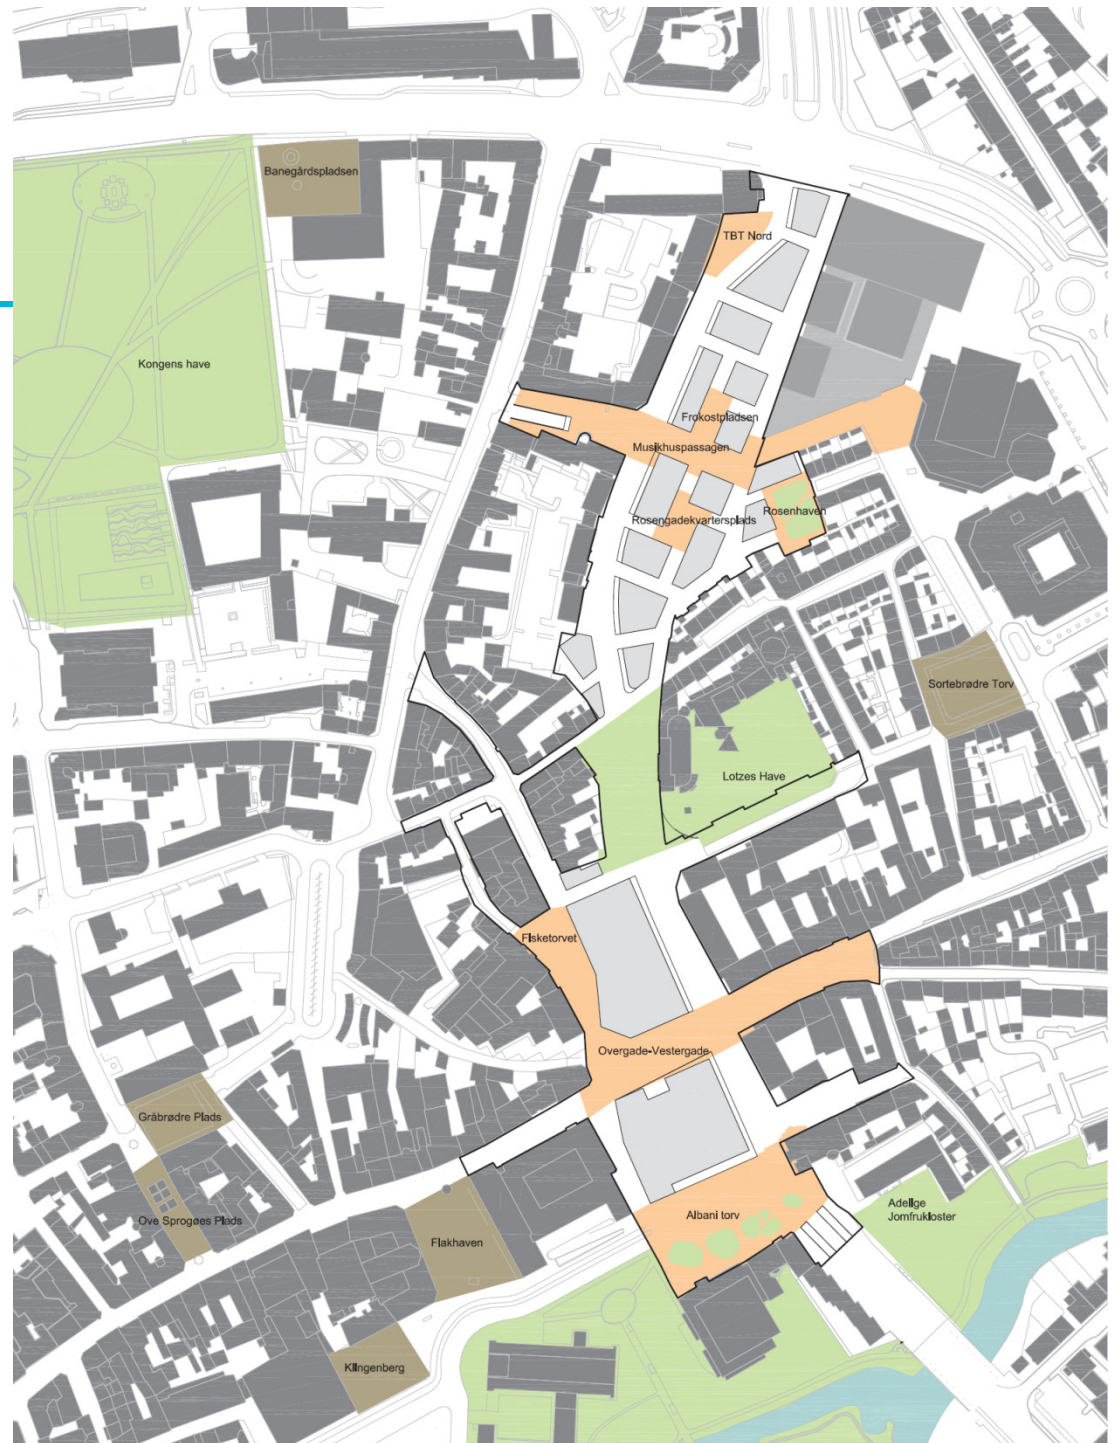 Banegårdspladsen
TBT Nord
Kongens have
Frokostpladsen
Musikhuspassagen
Rosenhaven
Rosengadekvartersplads
Sortebrødre Torv
Lotzes Have
Fisketorvet
Overgade-Vestergade
Gråbrødre Plads
Adelige
Jomfrukloster
Albani torv
Ove Sprogøes Plads
Flakhaven
Klingenberg